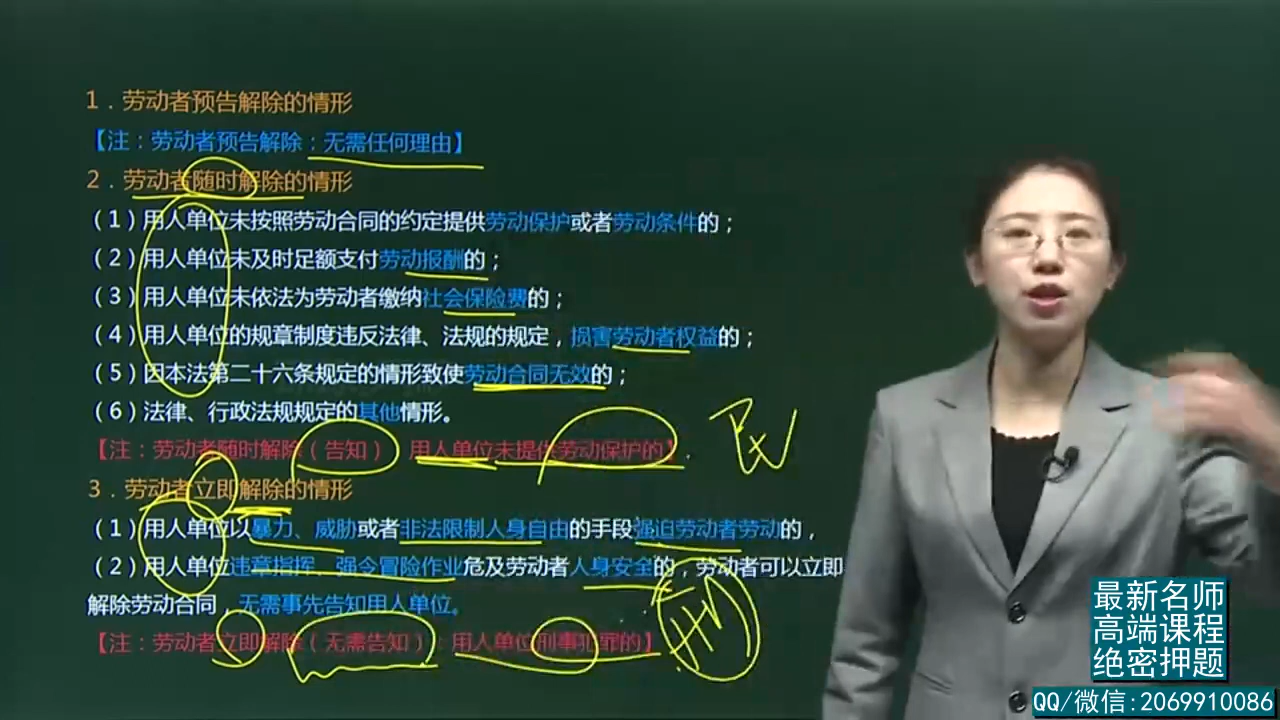 1．劳动者预告解除的情形
【注：劳动者预告解除：无需任何理由】
2．劳动者随时解除的情形
（1）用人单位未按照劳动合同的约定提供劳动保护或者劳动条件的；
（2）用人单位未及时足额支付劳动报酬的；
（3）用人单位未依法为劳动者缴纳社会保险费的；
（4）用人单位的规章制度违反法律、法规的规定，损害劳动者权益的；
（5）因本法第二十六条规定的情形致使劳动合同无效的；
（6）法律、行政法规规定的其他情形。
【注：劳动者随时解除（告知）：用人单位未提供劳动保护的】
民
3．劳动者立即解除的情形
（1）用人单位以暴力、威胁或者非法限制人身自由的手段强迫劳动者劳动的，
（2）用人单位违章指挥、强令冒险作业危及劳动者人身安全的，劳动者可以立即
解除劳动合同，无需事先告知用人单位。
【注：劳动者立即解除（无需告知）：用人单位刑事犯罪的】
刑
最新名师
高端课程
绝密押题
QQ/微信:2069910086